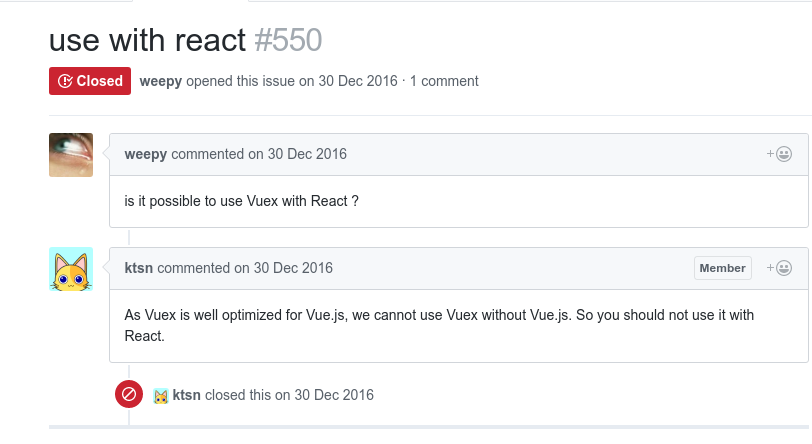 use with react #550
Closed weepy opened this issue on 30 Dec 2016 · 1 comment
weepy commented on 30 Dec 2016
is it possible to use Vuex with React ?
ktsn commented on 30 Dec 2016 Member
As Vuex is well optimized for Vue.js, we cannot use Vuex without Vue.js. So you should not use it with
React.
ktsn closed this on 30 Dec 2016